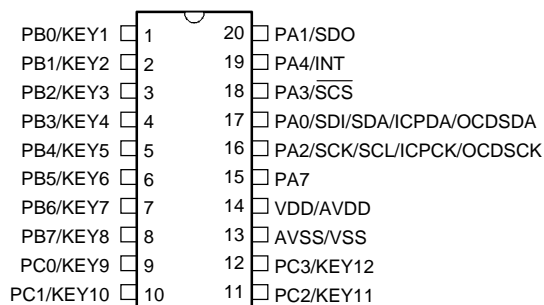 PB0/KEY1 1 20 PA1/SDO
PB1/KEY2 2 19 PA4/INT
PB2/KEY3 3 18 PA3/SCS
PB3/KEY4 4 17 PA0/SDI/SDA/ICPDA/OCDSDA
PB4/KEY5 5 16 PA2/SCK/SCL/ICPCK/OCDSCK
PB5/KEY6 6 15 PA7
PB6/KEY7 7 14 VDD/AVDD
PB7/KEY8 8 13 AVSS/VSS
PC0/KEY9 9 12 PC3/KEY12
PC1/KEY10 10 11 PC2/KEY11